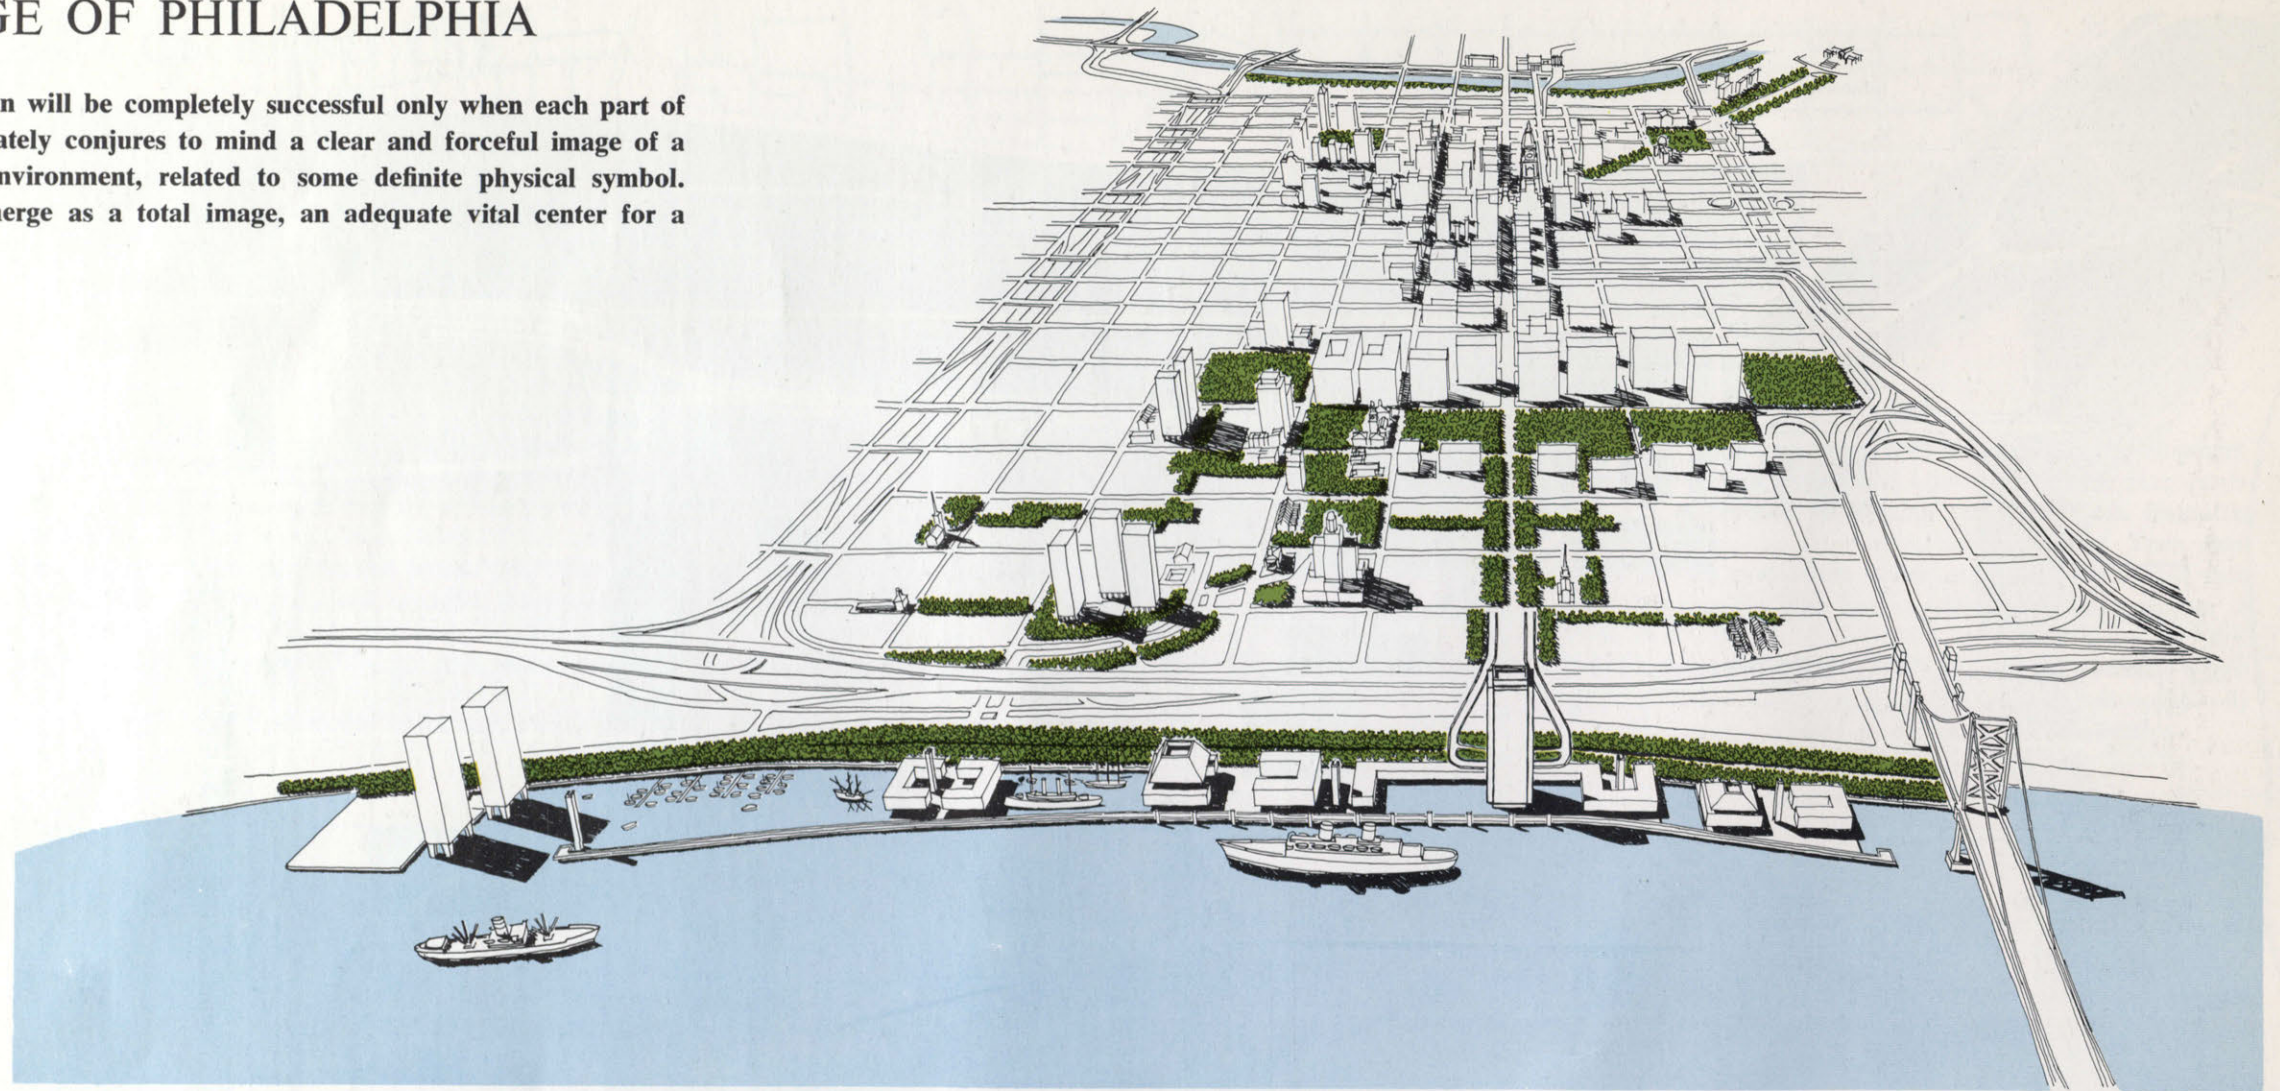 GE OF PHILADELPHIA
n will be completely successful only when each part of
ately conjures to mind a clear and forceful image of a
nvironment, related to some definite physical symbol.
erge as a total image, an adequate vital center for a